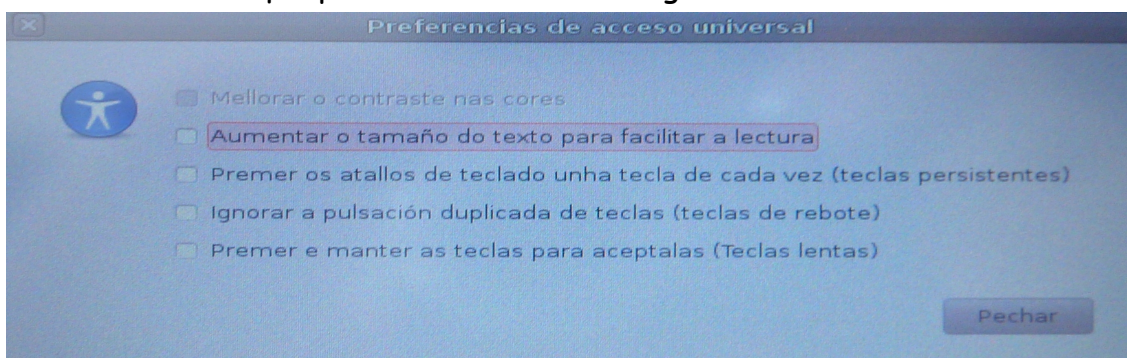 Preferencias de acceso universal
Mellorar o contraste nas cores
Aumentar o tamaño do texto para facilitar a lectura
Premer os atallos de teclado unha tecla de cada vez (teclas persistentes)
Ignorar a pulsación duplicada de teclas (teclas de rebote)
Premer e manter as teclas para aceptalas (Teclas lentas)
Pechar